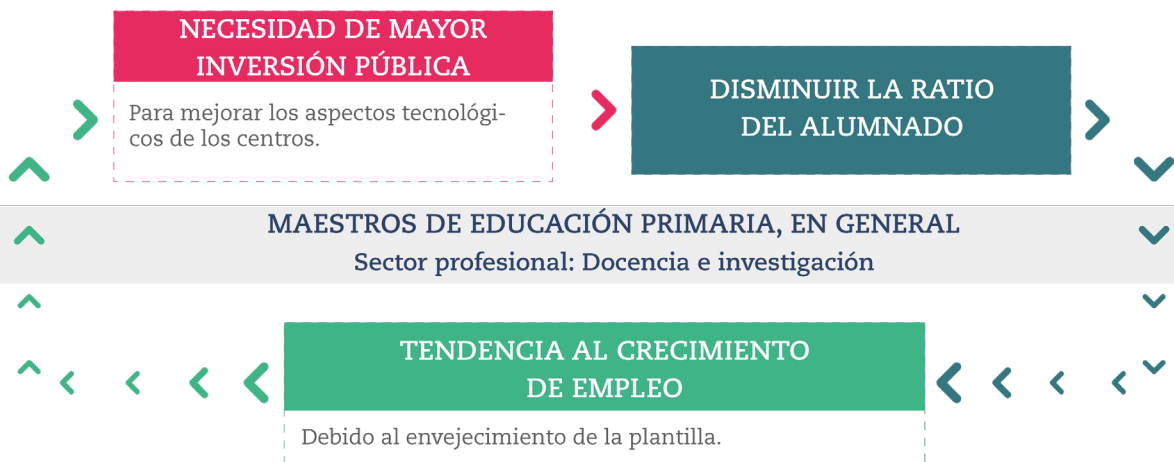 NECESIDAD DE MAYOR
INVERSIÓN PÚBLICA
Para mejorar los aspectos tecnológi-
cos de los centros.
DISMINUIR LA RATIO
DEL ALUMNADO
MAESTROS DE EDUCACIÓN PRIMARIA, EN GENERAL
Sector profesional: Docencia e investigación
TENDENCIA AL CRECIMIENTO
DE EMPLEO
Debido al envejecimiento de la plantilla.